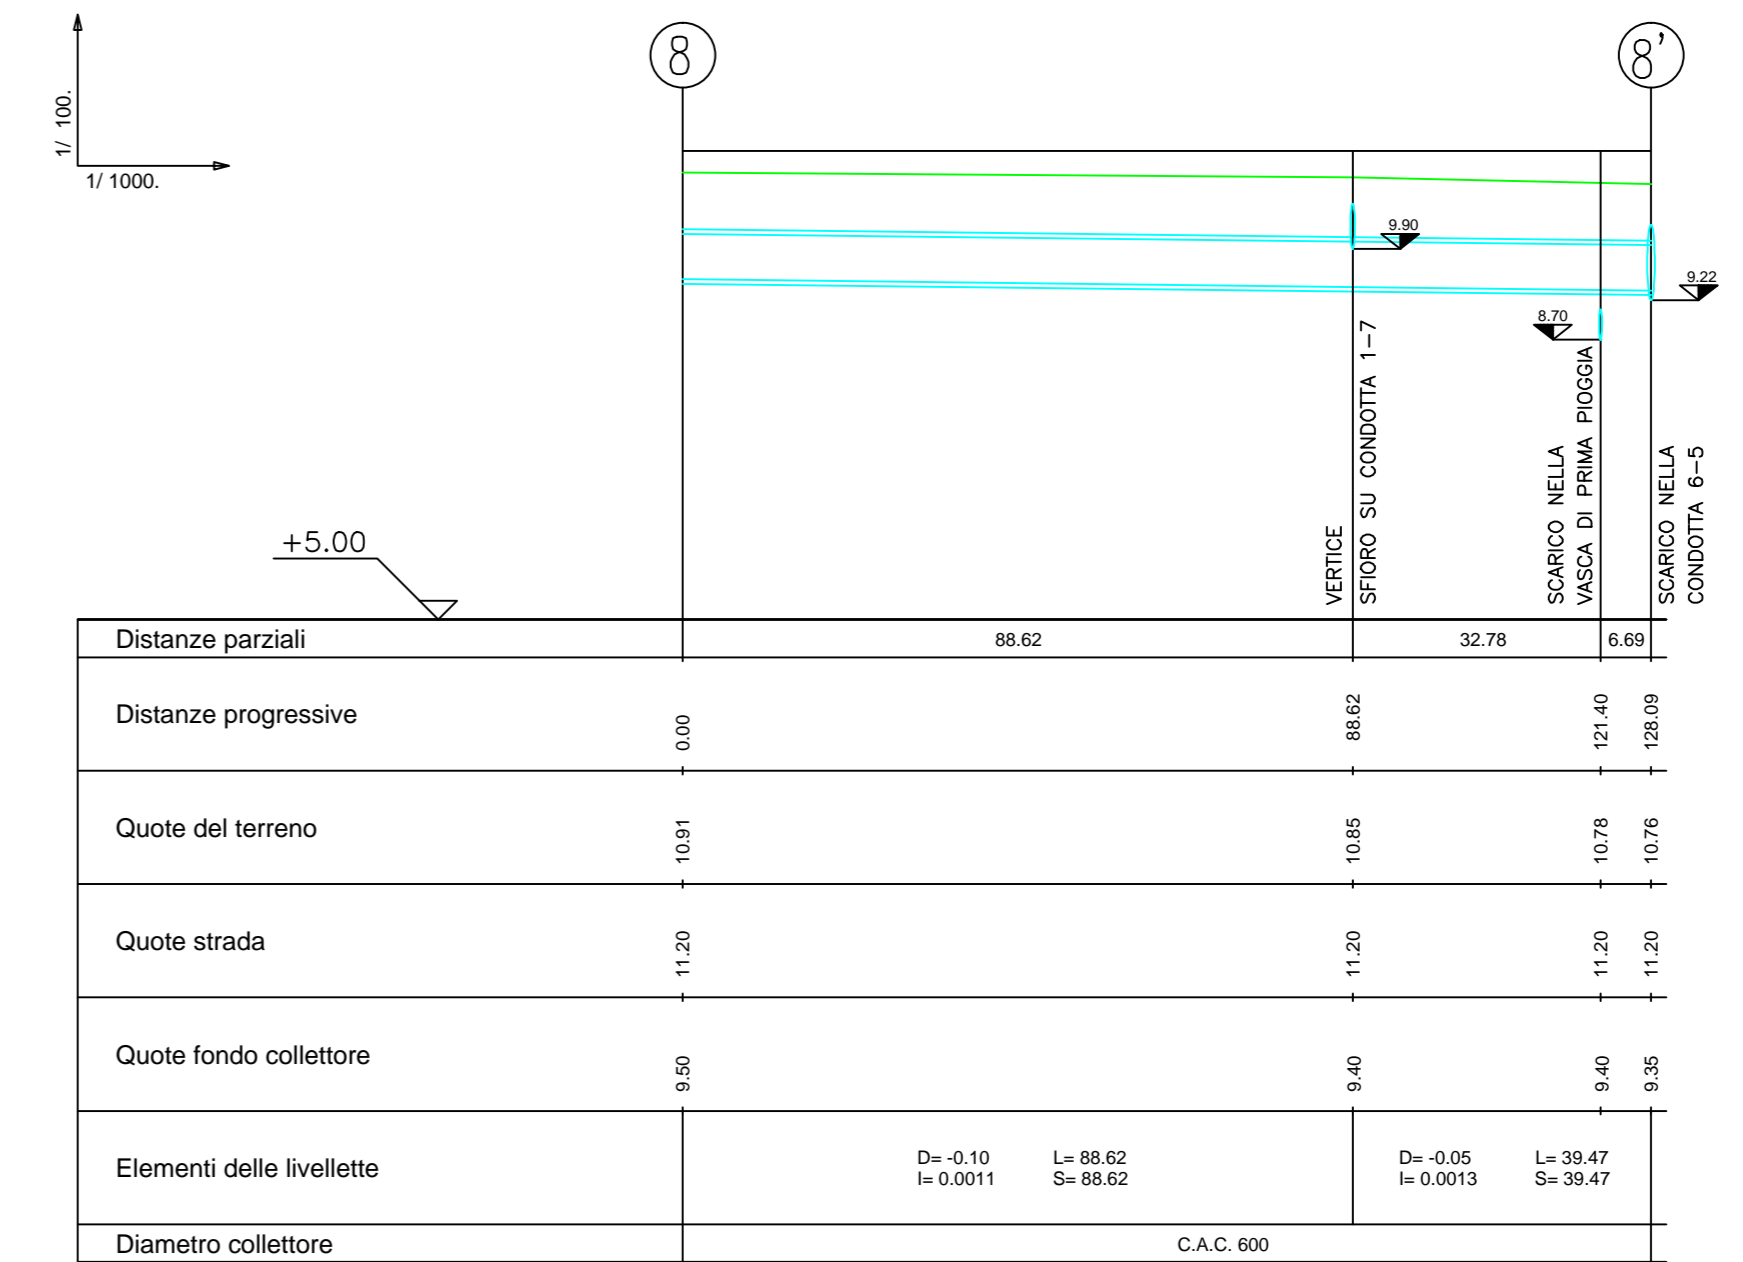 8
8'
1/ 100.
1/ 1000.
9.90
9.22
8.70
VERTICE
SFIORO SU CONDOTTA 1-7
SCARICO NELLA
VASCA DI PRIMA PIOGGIA
SCARICO NELLA
CONDOTTA 6-5
+5.00
Distanze parziali 88.62 32.78 6.69
Distanze progressive 0.00 88.62 121.40 128.09
Quote del terreno 10.91 10.85 10.78 10.76
Quote strada 11.20 11.20 11.20 11.20
Quote fondo collettore 9.50 9.40 9.40 9.35
Elementi delle livellette
D= -0.10 L= 88.62
I= 0.0011 S= 88.62
D= -0.05 L= 39.47
I= 0.0013 S= 39.47
Diametro collettore C.A.C. 600